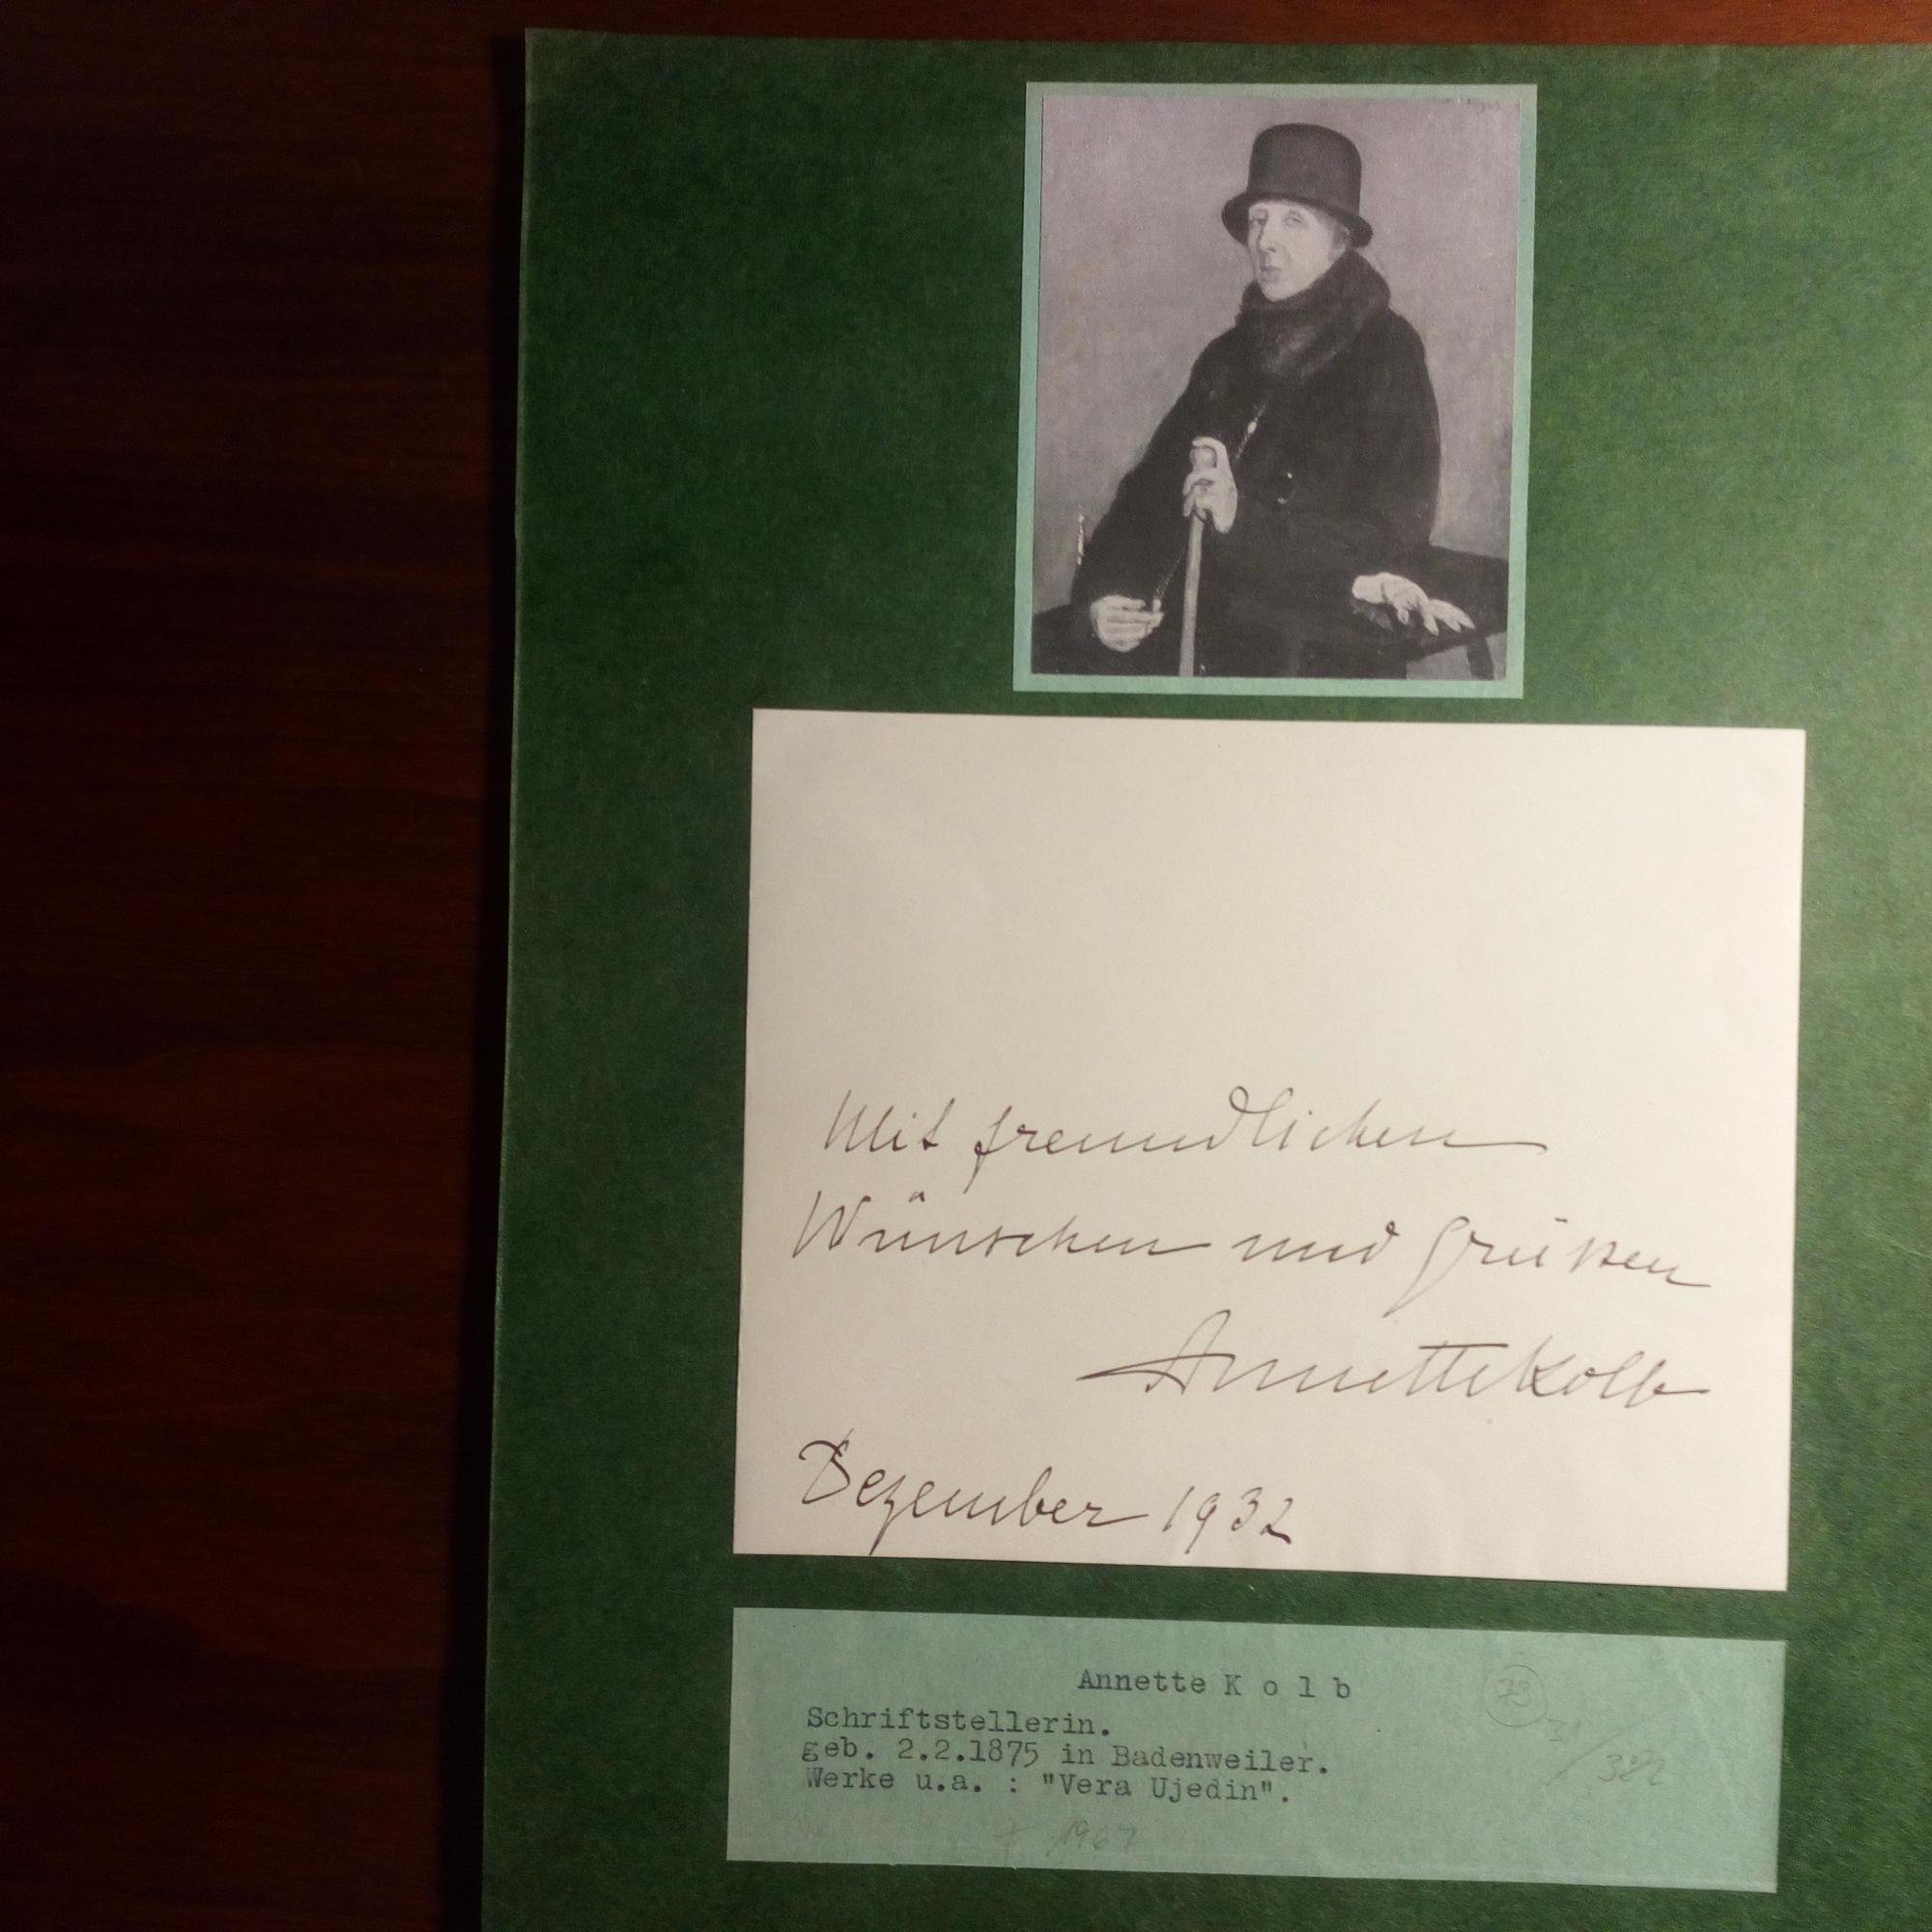 Mit freundlichen
Wünschen und Grüßen
Annette Kolb
Dezember 1932
Annette K o l b
Schriftstellerin.
geb. 2.2.1875 in Badenweiler.
Werke u.a. : "Vera Ujedin".
† 1967
/322